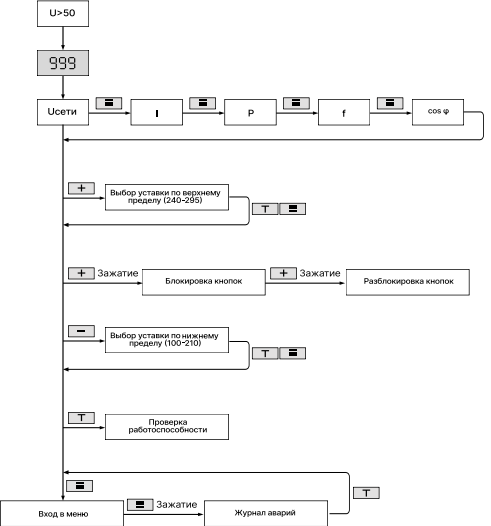 U>50
999
Uсети
I
P
f
cos φ
+
Выбор уставки по верхнему
пределу (240-295)
T
+ Зажатие
Блокировка кнопок
+ Зажатие
Разблокировка кнопок
−
Выбор уставки по нижнему
пределу (100-210)
T
T
Проверка
работоспособности
T
Вход в меню
Зажатие
Журнал аварий